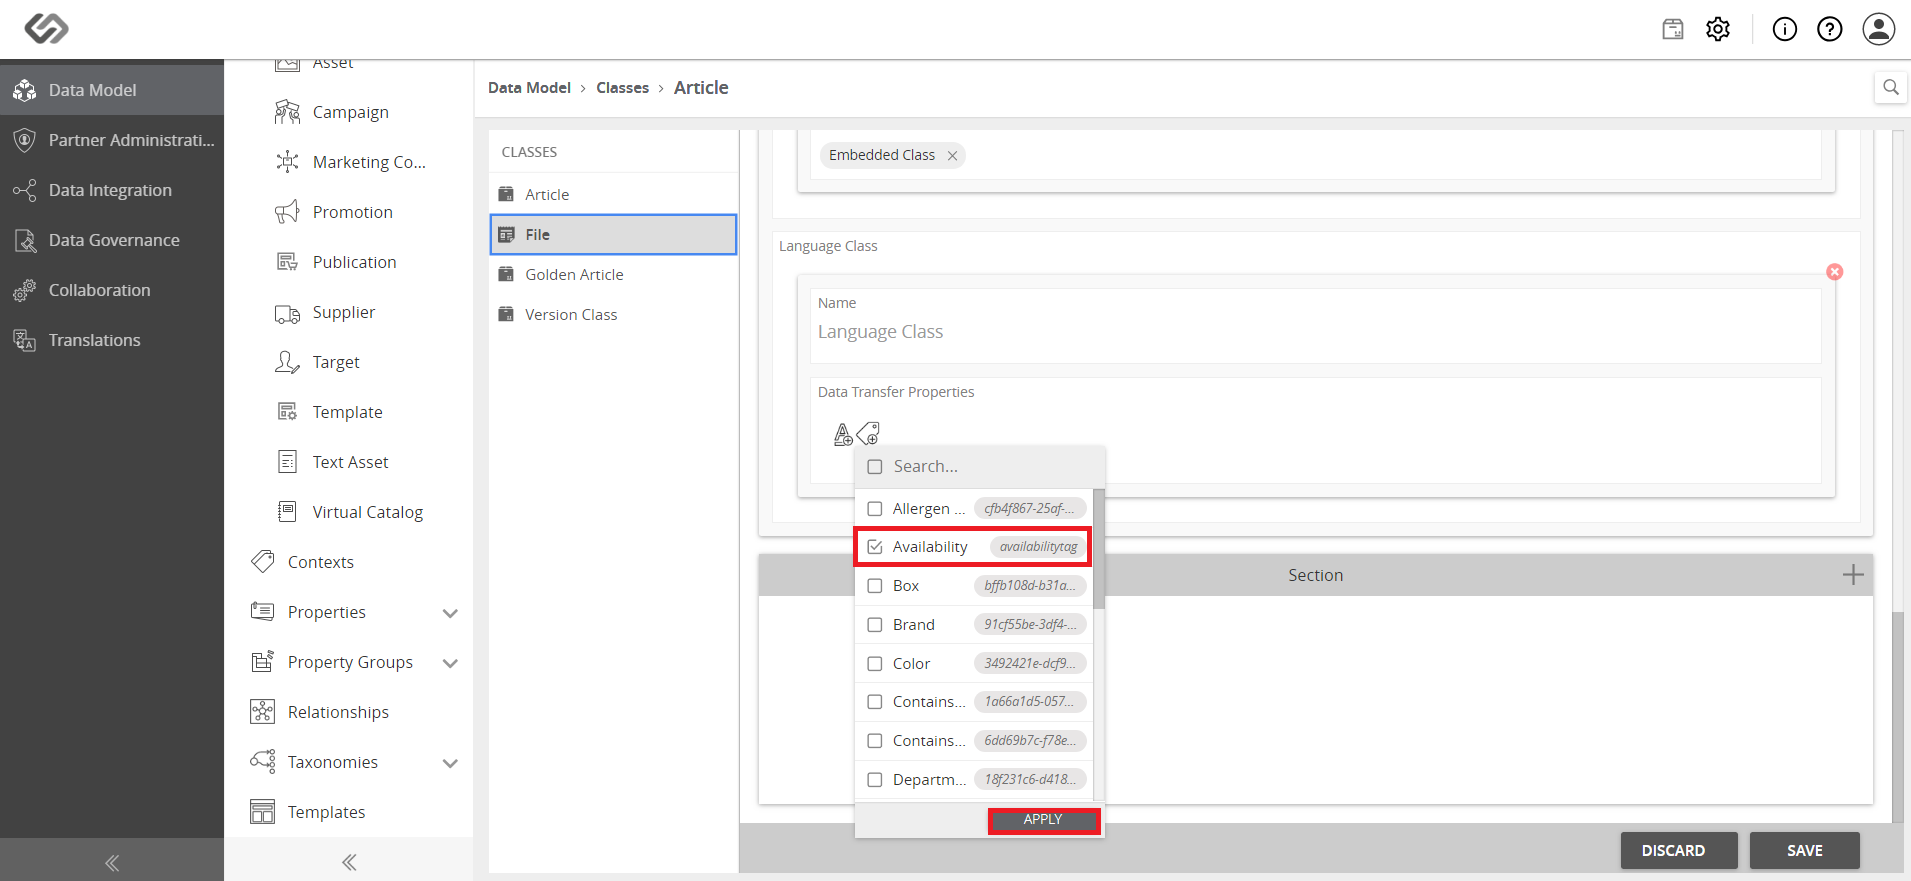 Data Model
Partner Administrati...
Data Integration
Data Governance
Collaboration
Translations
Asset
Campaign
Marketing Co...
Promotion
Publication
Supplier
Target
Template
Text Asset
Virtual Catalog
Contexts
Properties
Property Groups
Relationships
Taxonomies
Templates
Data Model > Classes > Article
CLASSES
Article
File
Golden Article
Version Class
Embedded Class
Language Class
Name
Language Class
Data Transfer Properties
Search...
Allergen ... cfb4f867-25af-...
Availability availabilitytag
Box bffb108d-b31a...
Brand 91cf55be-3df4-...
Color 3492421e-dcf9...
Contains... 1a66a1d5-057...
Contains... 6dd69b7c-f78e...
Departm... 18f231c6-d418...
APPLY
Section
DISCARD
SAVE